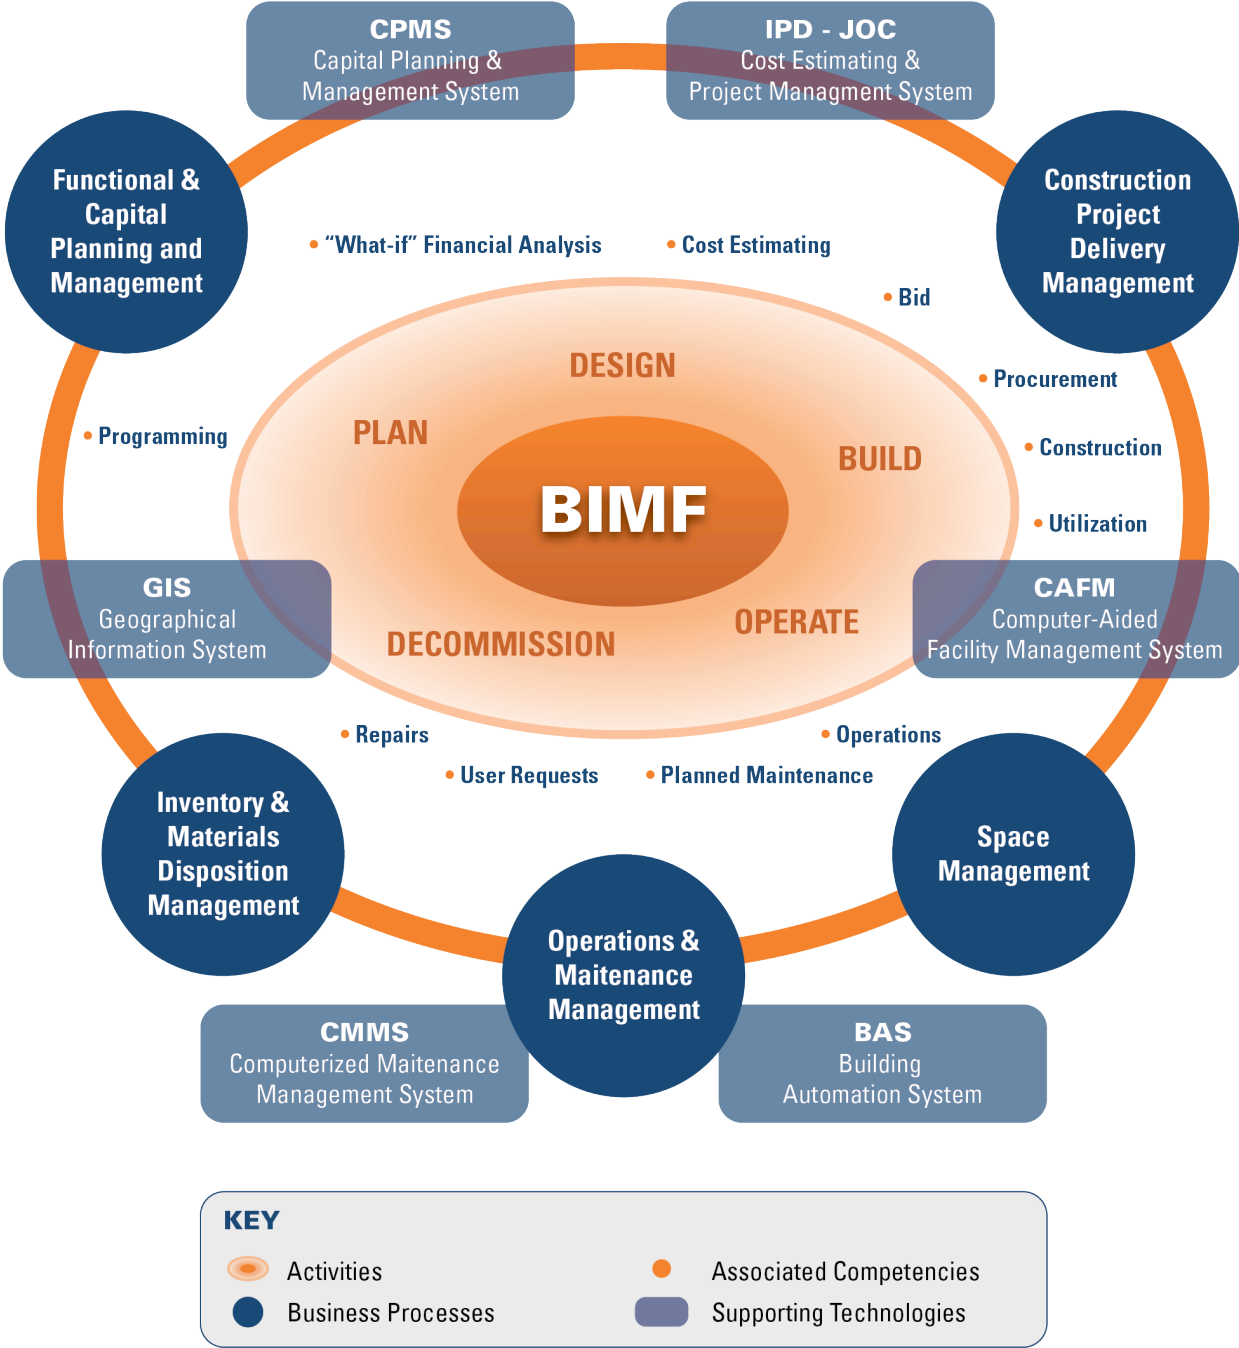 CPMS
Capital Planning &
Management System
IPD - JOC
Cost Estimating &
Project Managment System
Functional &
Capital
Planning and
Management
Construction
Project
Delivery
Management
• “What-if” Financial Analysis
• Cost Estimating
• Bid
• Procurement
• Construction
• Utilization
• Programming
DESIGN
PLAN
BUILD
BIMF
OPERATE
DECOMMISSION
GIS
Geographical
Information System
CAFM
Computer-Aided
Facility Management System
• Repairs
• User Requests
• Planned Maintenance
• Operations
Inventory &
Materials
Disposition
Management
Space
Management
Operations &
Maitenance
Management
CMMS
Computerized Maitenance
Management System
BAS
Building
Automation System
KEY
Activities
Associated Competencies
Business Processes
Supporting Technologies